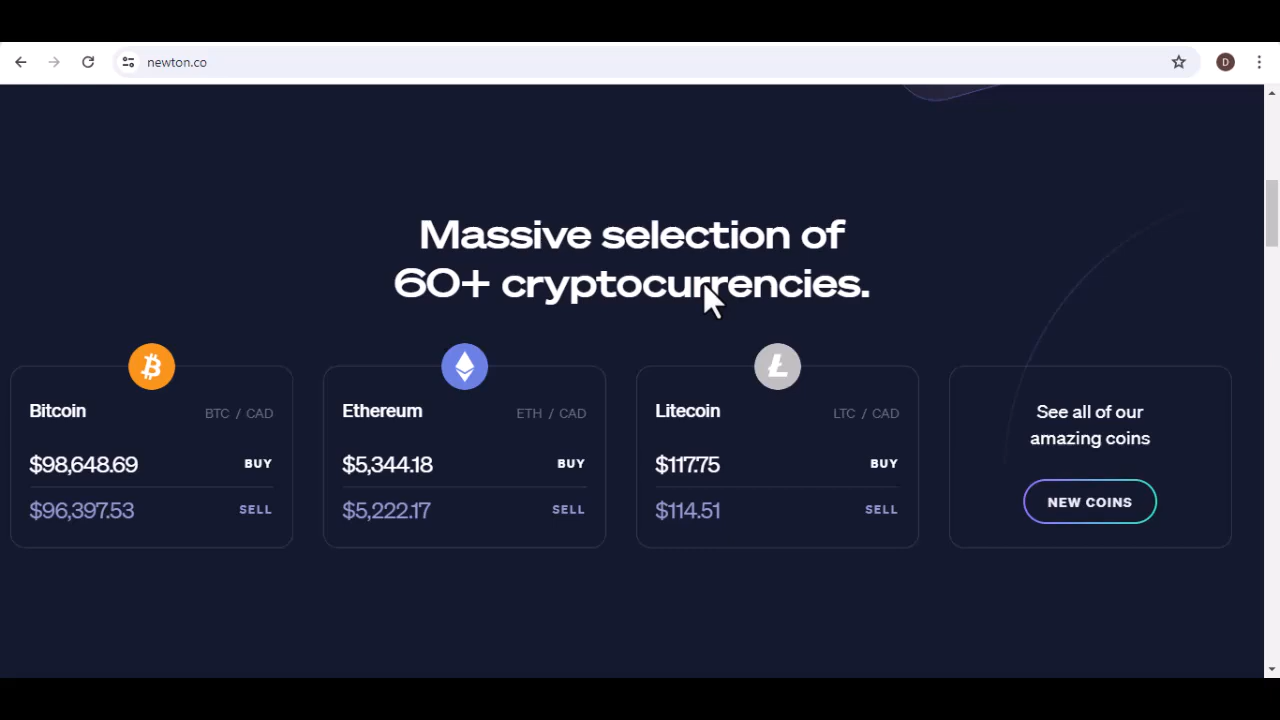 newton.co
D
Massive selection of
60+ cryptocurrencies.
Bitcoin BTC / CAD
$98,648.69 BUY
$96,397.53 SELL
Ethereum ETH / CAD
$5,344.18 BUY
$5,222.17 SELL
Litecoin LTC / CAD
$117.75 BUY
$114.51 SELL
See all of our
amazing coins
NEW COINS